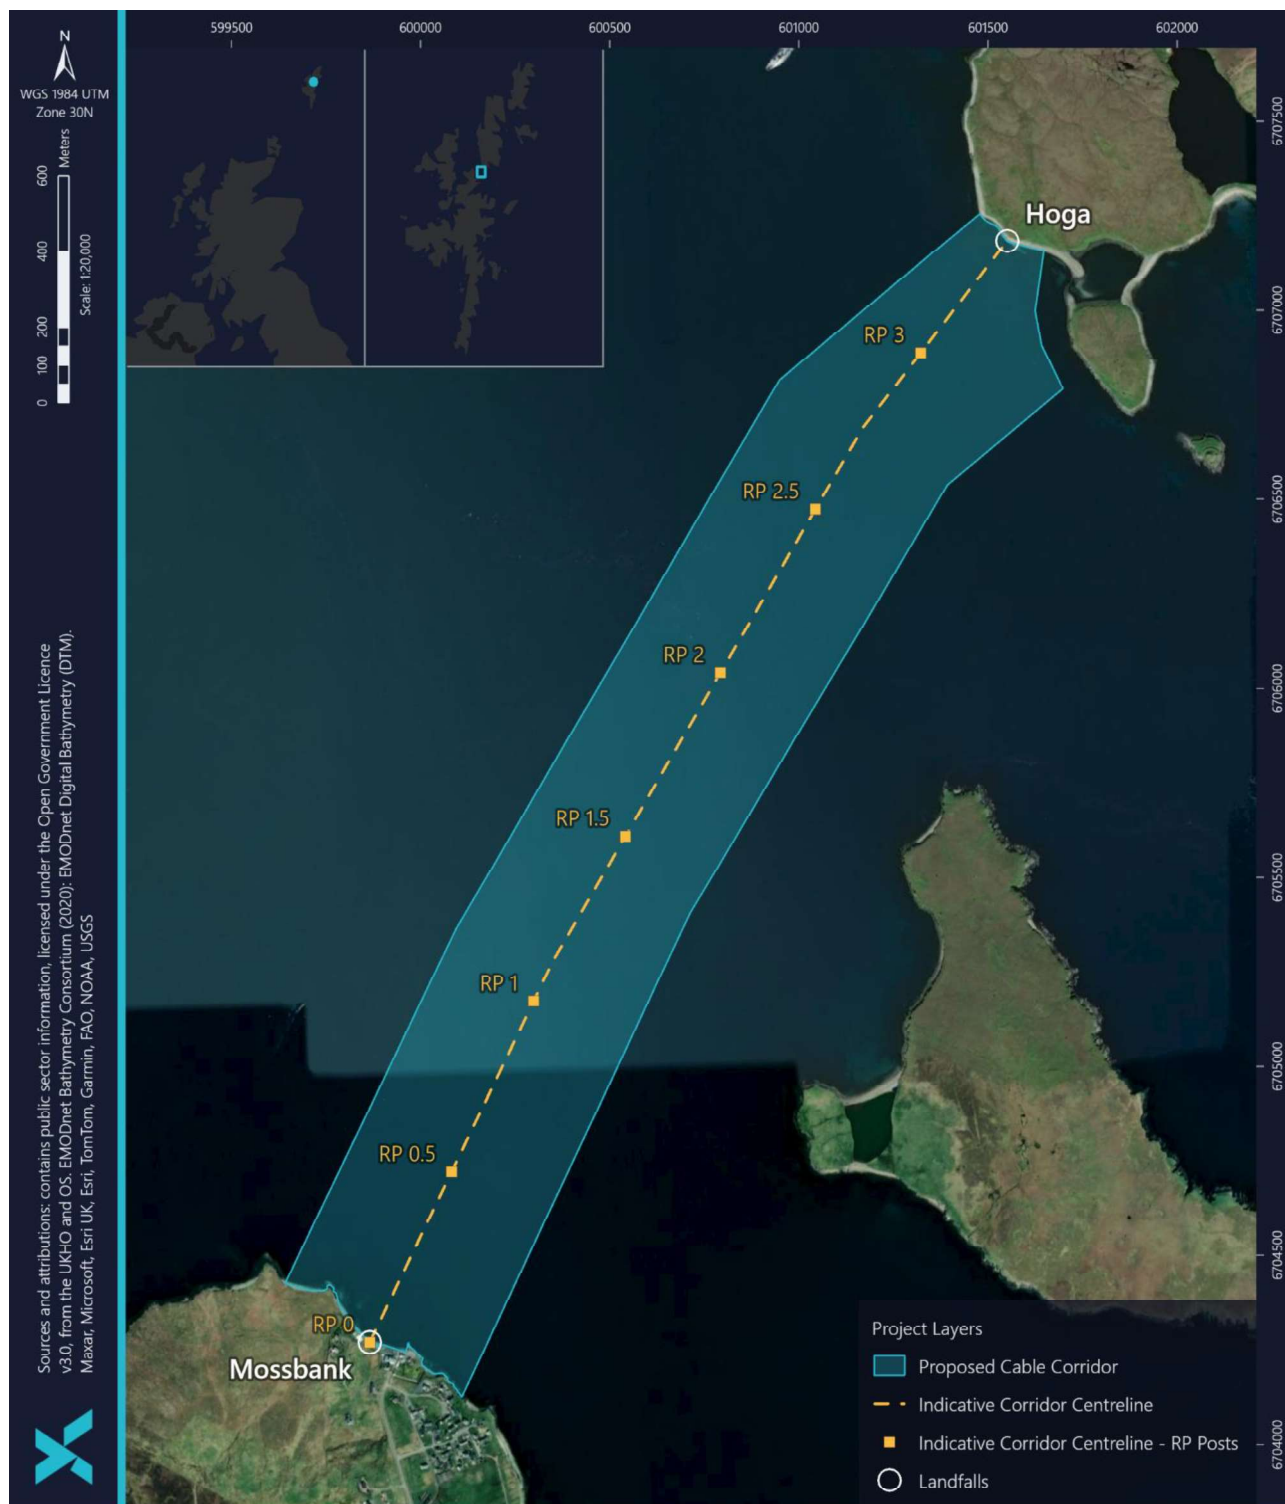 599500
600000
600500
601000
601500
602000
N
WGS 1984 UTM
Zone 30N
Meters
0
100
200
400
600
Scale: 1:20,000
6707500
6707000
6706500
6706000
6705500
6705000
6704500
6704000
Hoga
RP 3
RP 2.5
RP 2
RP 1.5
RP 1
RP 0.5
RP 0
Mossbank
Project Layers
Proposed Cable Corridor
Indicative Corridor Centreline
Indicative Corridor Centreline - RP Posts
Landfalls
Sources and attributions: contains public sector information, licensed under the Open Government Licence
v3.0, from the UKHO and OS. EMODnet Bathymetry Consortium (2020): EMODnet Digital Bathymetry (DTM).
Maxar, Microsoft, Esri UK, Esri, TomTom, Garmin, FAO, NOAA, USGS